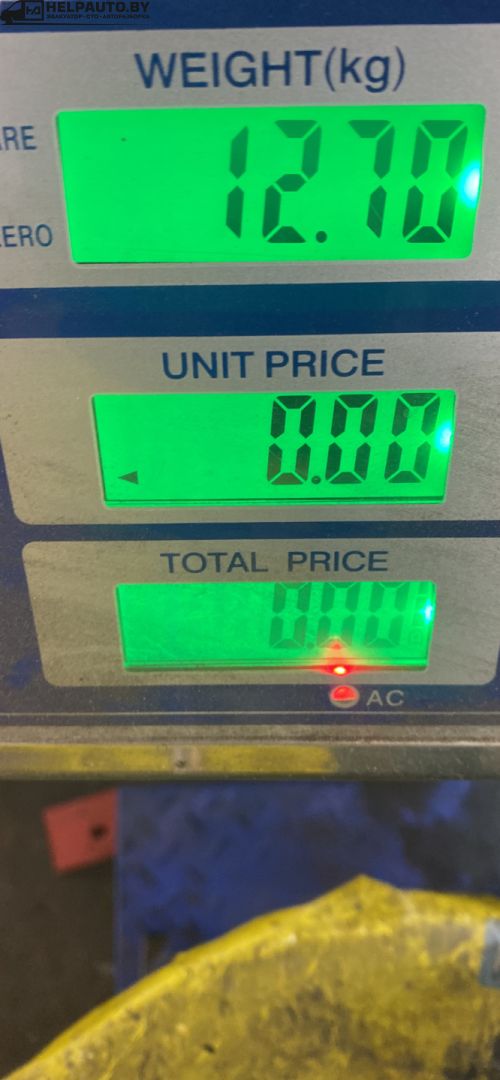 HELPAUTO.BY
ЭВАКУАТОР·СТО·АВТОРАЗБОРКА
WEIGHT(kg)
ARE
12.70
ZERO
UNIT PRICE
0.00
TOTAL PRICE
0.00
AC